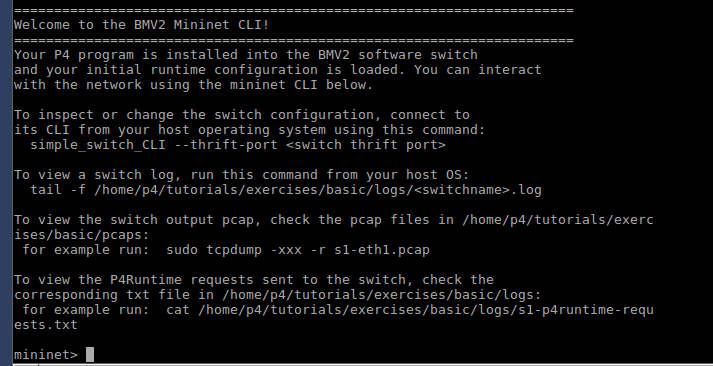 ======================================================================
Welcome to the BMV2 Mininet CLI!
======================================================================
Your P4 program is installed into the BMV2 software switch
and your initial runtime configuration is loaded. You can interact
with the network using the mininet CLI below.

To inspect or change the switch configuration, connect to
its CLI from your host operating system using this command:
  simple_switch_CLI --thrift-port <switch thrift port>

To view a switch log, run this command from your host OS:
  tail -f /home/p4/tutorials/exercises/basic/logs/<switchname>.log

To view the switch output pcap, check the pcap files in /home/p4/tutorials/exerc
ises/basic/pcaps:
 for example run:  sudo tcpdump -xxx -r s1-eth1.pcap

To view the P4Runtime requests sent to the switch, check the
corresponding txt file in /home/p4/tutorials/exercises/basic/logs:
 for example run:  cat /home/p4/tutorials/exercises/basic/logs/s1-p4runtime-requ
ests.txt

mininet>